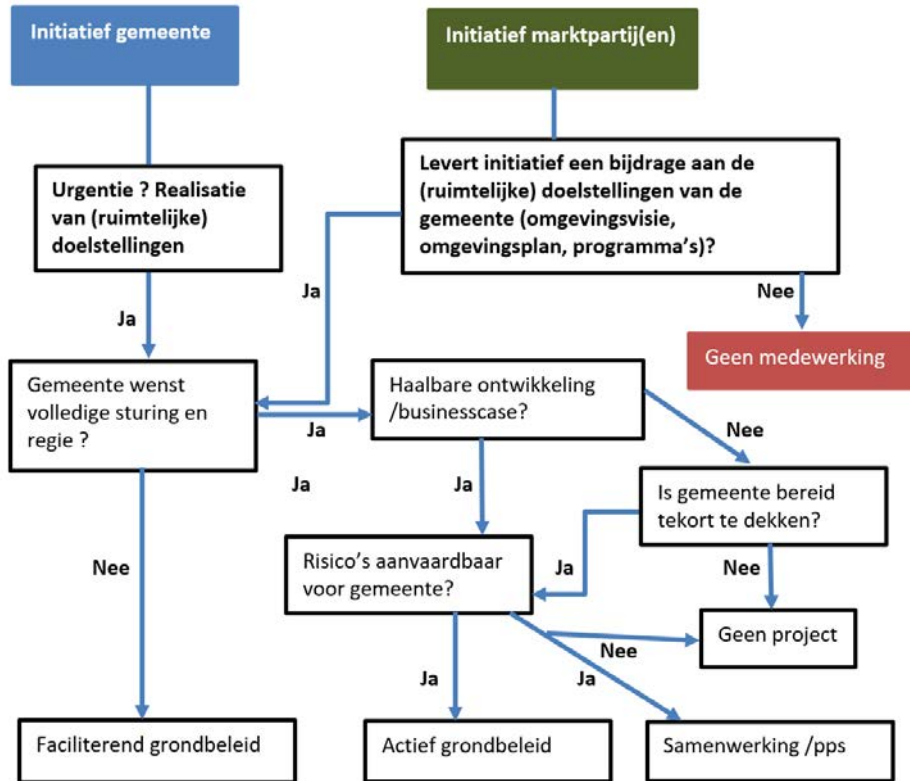 Initiatief gemeente
Initiatief marktpartij(en)
Urgentie ? Realisatie
van (ruimtelijke)
doelstellingen
Levert initiatief een bijdrage aan de
(ruimtelijke) doelstellingen van de
gemeente (omgevingsvisie,
omgevingsplan, programma's)?
Ja
Ja
Nee
Geen medewerking
Gemeente wenst
volledige sturing en
regie ?
Ja
Haalbare ontwikkeling
/businesscase?
Nee
Ja
Ja
Is gemeente bereid
tekort te dekken?
Nee
Risico's aanvaardbaar
voor gemeente?
Ja
Nee
Geen project
Nee
Ja
Ja
Faciliterend grondbeleid
Actief grondbeleid
Samenwerking /pps